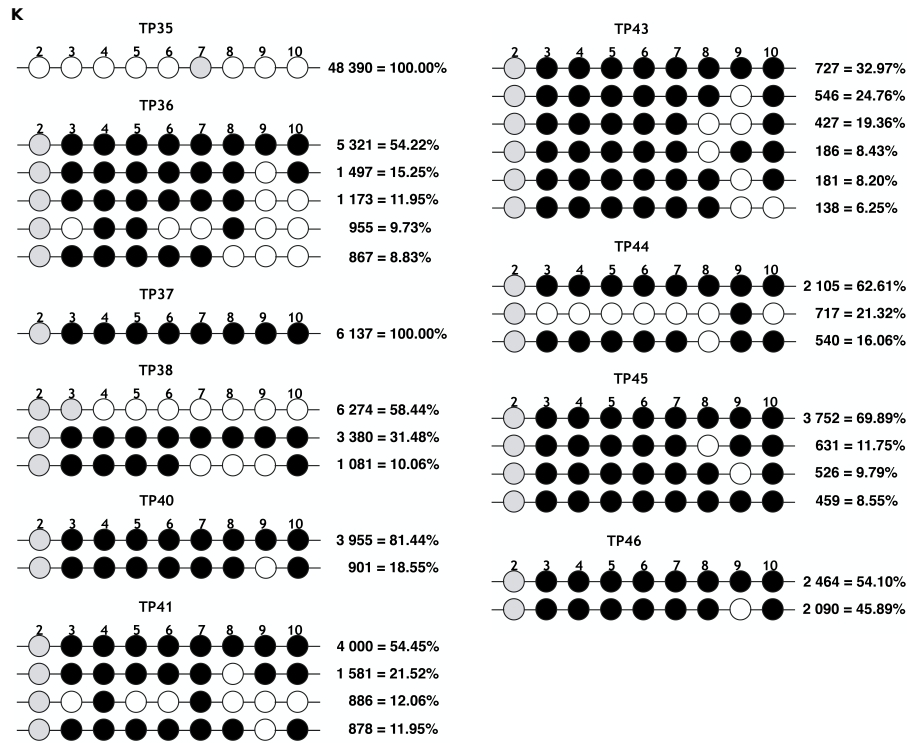 K
TP35
2 3 4 5 6 7 8 9 10
48 390 = 100.00%
TP36
2 3 4 5 6 7 8 9 10
5 321 = 54.22%
1 497 = 15.25%
1 173 = 11.95%
955 = 9.73%
867 = 8.83%
TP37
2 3 4 5 6 7 8 9 10
6 137 = 100.00%
TP38
2 3 4 5 6 7 8 9 10
6 274 = 58.44%
3 380 = 31.48%
1 081 = 10.06%
TP40
2 3 4 5 6 7 8 9 10
3 955 = 81.44%
901 = 18.55%
TP41
2 3 4 5 6 7 8 9 10
4 000 = 54.45%
1 581 = 21.52%
886 = 12.06%
878 = 11.95%
TP43
2 3 4 5 6 7 8 9 10
727 = 32.97%
546 = 24.76%
427 = 19.36%
186 = 8.43%
181 = 8.20%
138 = 6.25%
TP44
2 3 4 5 6 7 8 9 10
2 105 = 62.61%
717 = 21.32%
540 = 16.06%
TP45
2 3 4 5 6 7 8 9 10
3 752 = 69.89%
631 = 11.75%
526 = 9.79%
459 = 8.55%
TP46
2 3 4 5 6 7 8 9 10
2 464 = 54.10%
2 090 = 45.89%